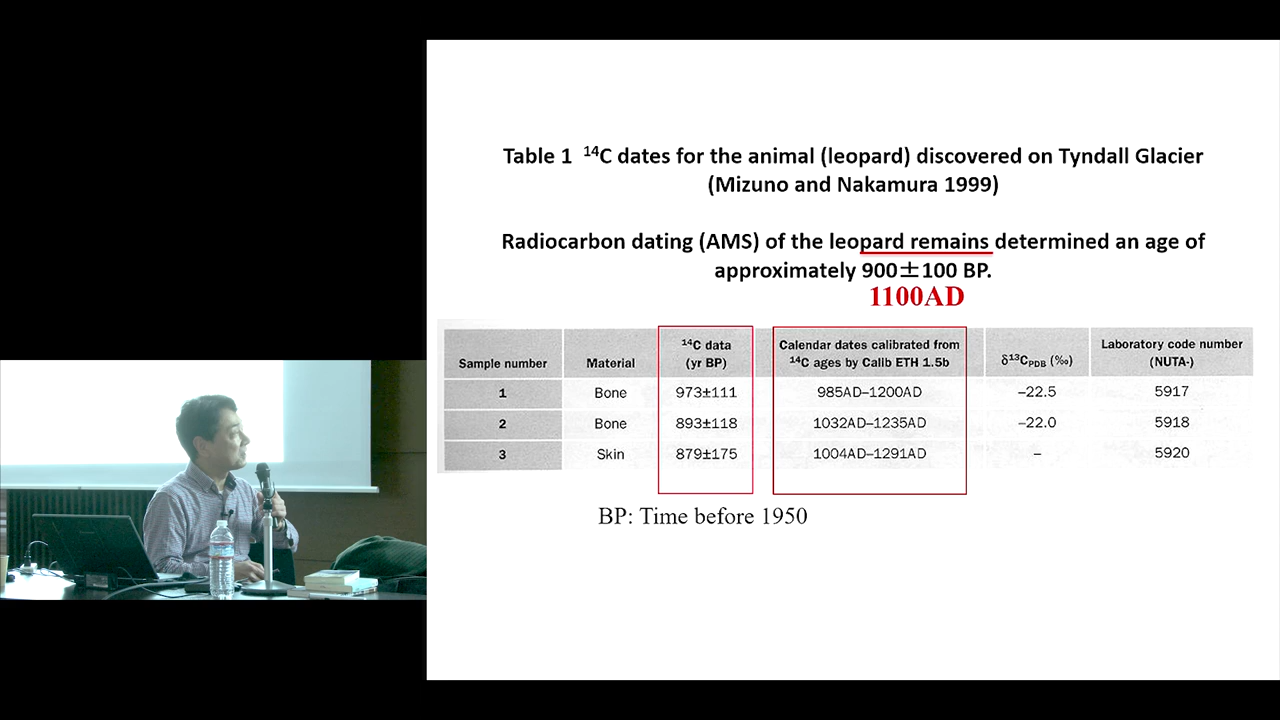 Table 1 ¹⁴C dates for the animal (leopard) discovered on Tyndall Glacier
(Mizuno and Nakamura 1999)
Radiocarbon dating (AMS) of the leopard remains determined an age of
approximately 900±100 BP.
1100AD
Sample number Material ¹⁴C data (yr BP) Calendar dates calibrated from ¹⁴C ages by Calib ETH 1.5b δ¹³C_PDB (‰) Laboratory code number (NUTA-)
1 Bone 973±111 985AD–1200AD –22.5 5917
2 Bone 893±118 1032AD–1235AD –22.0 5918
3 Skin 879±175 1004AD–1291AD – 5920
BP: Time before 1950